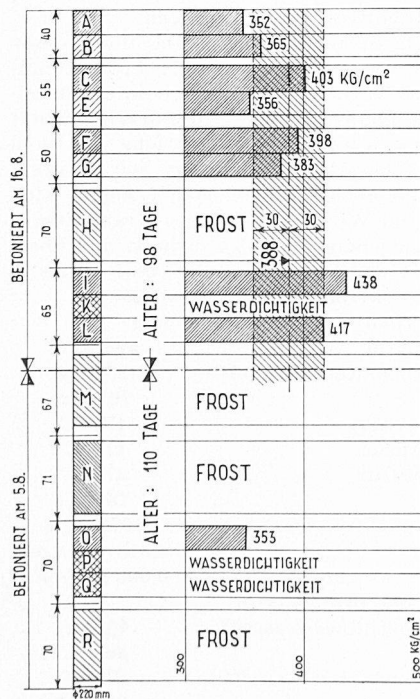 A 352
B 365
C 403 KG/cm²
E 356
F 398
G 383
H FROST
30 30
388
I 438
K WASSERDICHTIGKEIT
L 417
M FROST
N FROST
O 353
P WASSERDICHTIGKEIT
Q WASSERDICHTIGKEIT
R FROST
BETONIERT AM 16.8.
BETONIERT AM 5.8.
40
55
50
70
65
67
71
70
70
ALTER: 98 TAGE
ALTER: 110 TAGE
300
400
KG/cm²
φ220 mm